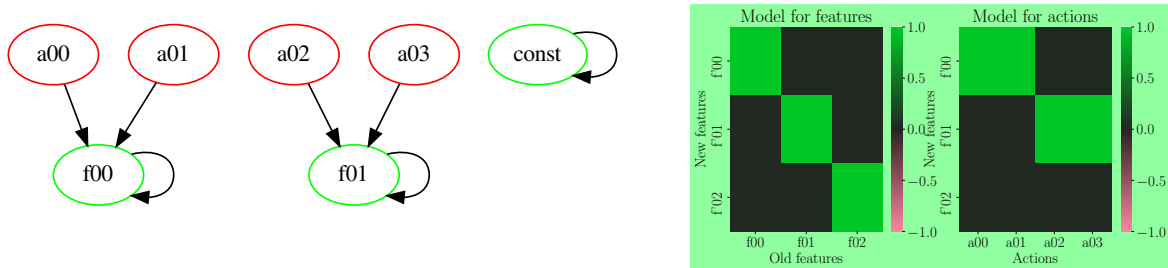 a00
a01
a02
a03
const
f00
f01
Model for features
New features
f'00
f'01
f'02
f00
f01
f02
Old features
1.0
0.5
0.0
−0.5
−1.0
Model for actions
New features
f'00
f'01
f'02
a00
a01
a02
a03
Actions
1.0
0.5
0.0
−0.5
−1.0